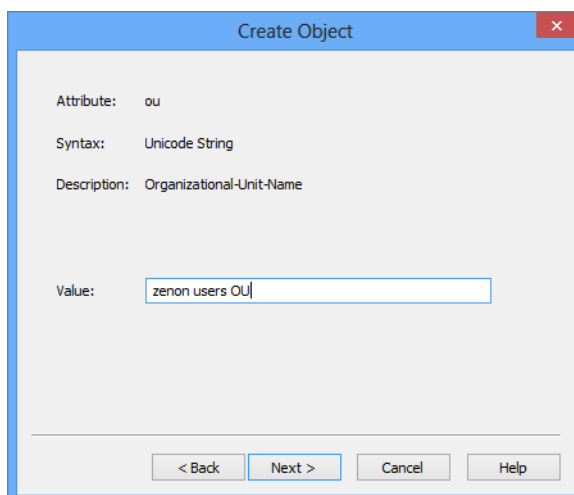 Create Object
Attribute: ou
Syntax: Unicode String
Description: Organizational-Unit-Name
Value: zenon users OU
< Back Next > Cancel Help